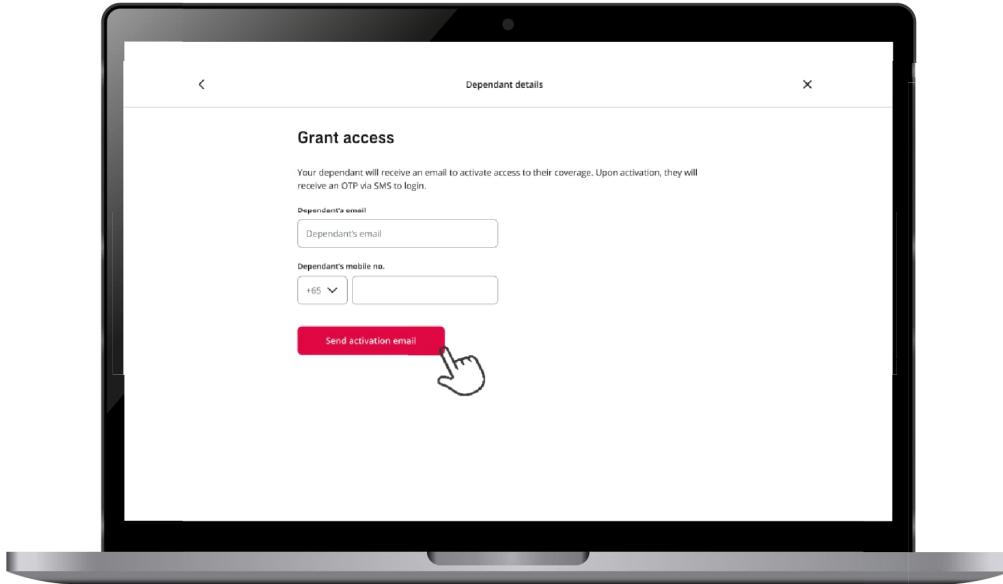 Dependant details
Grant access
Your dependant will receive an email to activate access to their coverage. Upon activation, they will
receive an OTP via SMS to login.
Dependant's email
Dependant's email
Dependant's mobile no.
+65
Send activation email